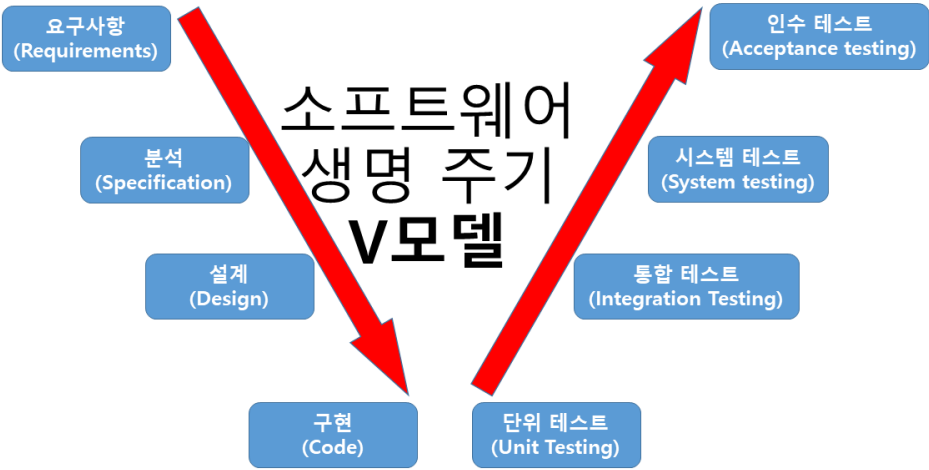 요구사항
(Requirements)
인수 테스트
(Acceptance testing)
소프트웨어
생명 주기
V모델
분석
(Specification)
시스템 테스트
(System testing)
설계
(Design)
통합 테스트
(Integration Testing)
구현
(Code)
단위 테스트
(Unit Testing)